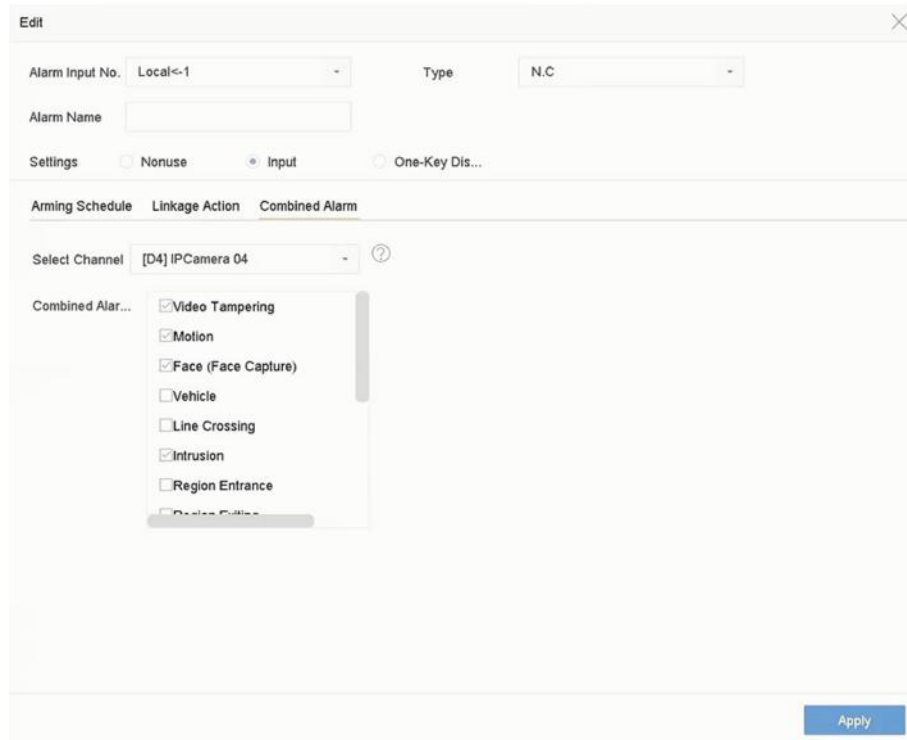 Edit
Alarm Input No. Local<-1 Type N.C
Alarm Name
Settings Nonuse Input One-Key Dis...
Arming Schedule Linkage Action Combined Alarm
Select Channel [D4] IPCamera 04 ?
Combined Alar... Video Tampering
Motion
Face (Face Capture)
Vehicle
Line Crossing
Intrusion
Region Entrance
Region Exiting
Apply